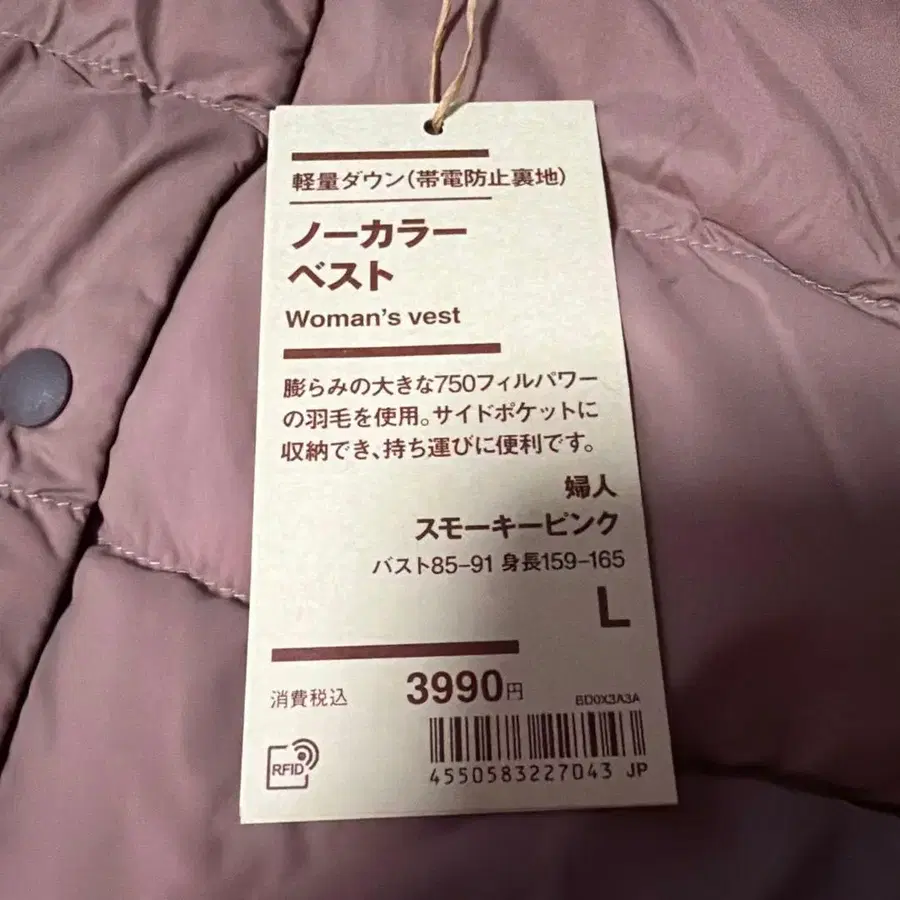 軽量ダウン(帯電防止裏地)
ノーカラー
ベスト
Woman's vest
膨らみの大きな750フィルパワー
の羽毛を使用。サイドポケットに
収納でき、持ち運びに便利です。
婦人
スモーキーピンク
バスト85–91 身長159–165
L
消費税込 3990円
BD0X3A3A
RFID
4550583227043 JP